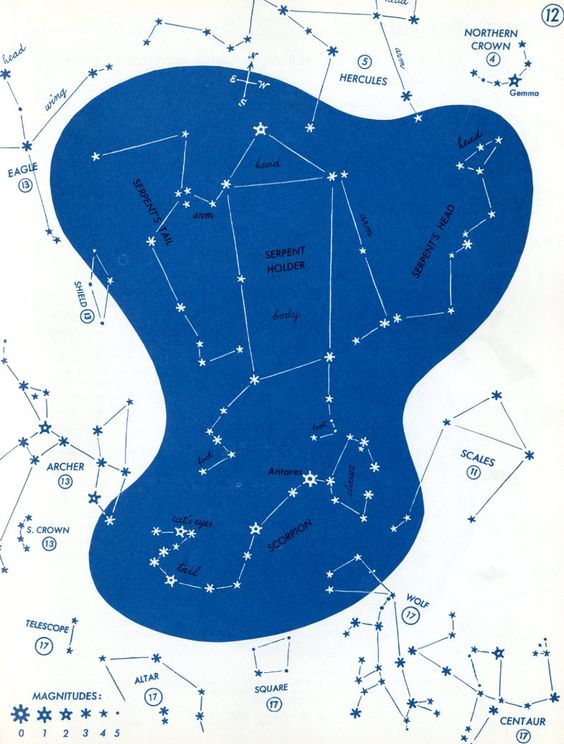 12
head
NORTHERN
CROWN
4
Gemma
head
5
HERCULES
arm
wing
N
E W
S
EAGLE
13
head
head
SERPENT'S TAIL
arm
arm
SERPENT'S HEAD
SERPENT
HOLDER
body
SHIELD
13
foot
foot
Antares
claws
SCALES
11
ARCHER
13
cat's eyes
SCORPION
tail
S. CROWN
13
TELESCOPE
17
WOLF
17
ALTAR
17
SQUARE
17
CENTAUR
17
MAGNITUDES:
0 1 2 3 4 5